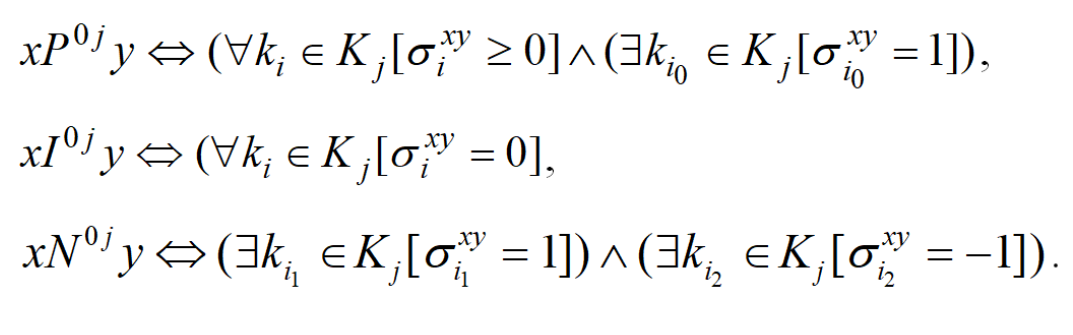 xP^{0j} y ⇔ (∀k_i ∈ K_j[σ_i^{xy} ≥ 0] ∧ (∃k_{i_0} ∈ K_j[σ_{i_0}^{xy} = 1]),
xI^{0j} y ⇔ (∀k_i ∈ K_j[σ_i^{xy} = 0],
xN^{0j} y ⇔ (∃k_{i_1} ∈ K_j[σ_{i_1}^{xy} = 1]) ∧ (∃k_{i_2} ∈ K_j[σ_{i_2}^{xy} = −1]).